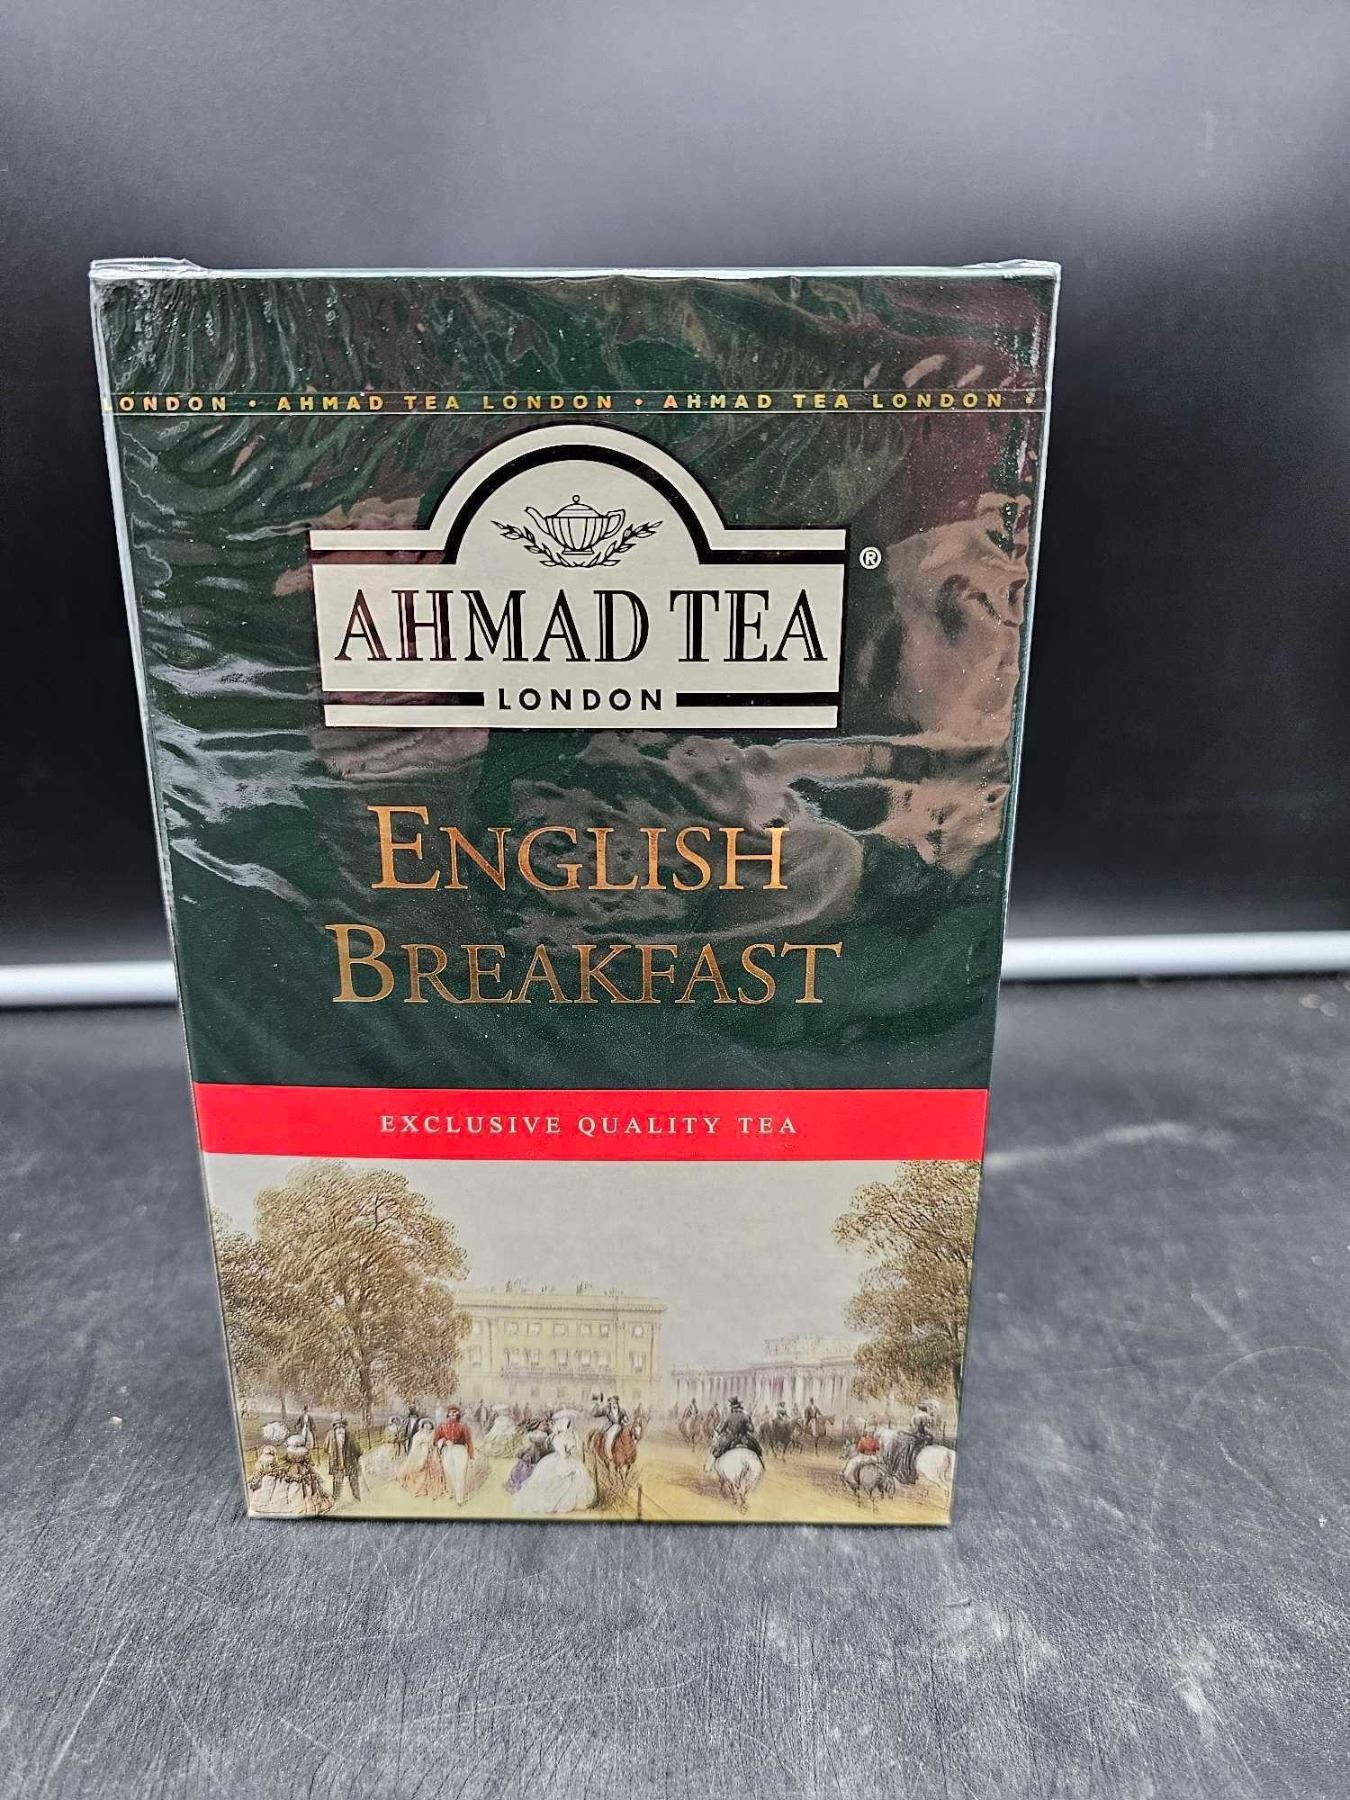 LONDON • AHMAD TEA LONDON • AHMAD TEA LONDON •
AHMAD TEA ®
LONDON
ENGLISH
BREAKFAST
EXCLUSIVE QUALITY TEA